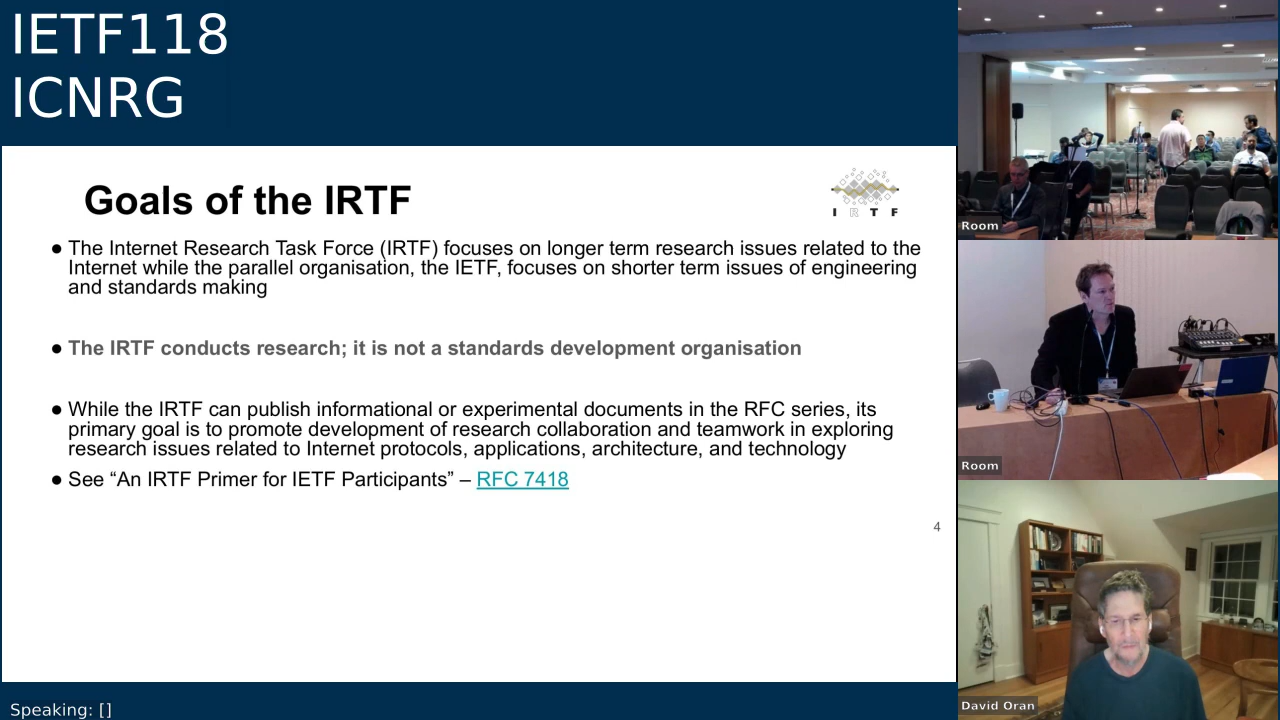 IETF118
ICNRG
Goals of the IRTF
I R T F
● The Internet Research Task Force (IRTF) focuses on longer term research issues related to the
Internet while the parallel organisation, the IETF, focuses on shorter term issues of engineering
and standards making
● The IRTF conducts research; it is not a standards development organisation
● While the IRTF can publish informational or experimental documents in the RFC series, its
primary goal is to promote development of research collaboration and teamwork in exploring
research issues related to Internet protocols, applications, architecture, and technology
● See “An IRTF Primer for IETF Participants” – RFC 7418
4
Speaking: []
Room
Room
David Oran